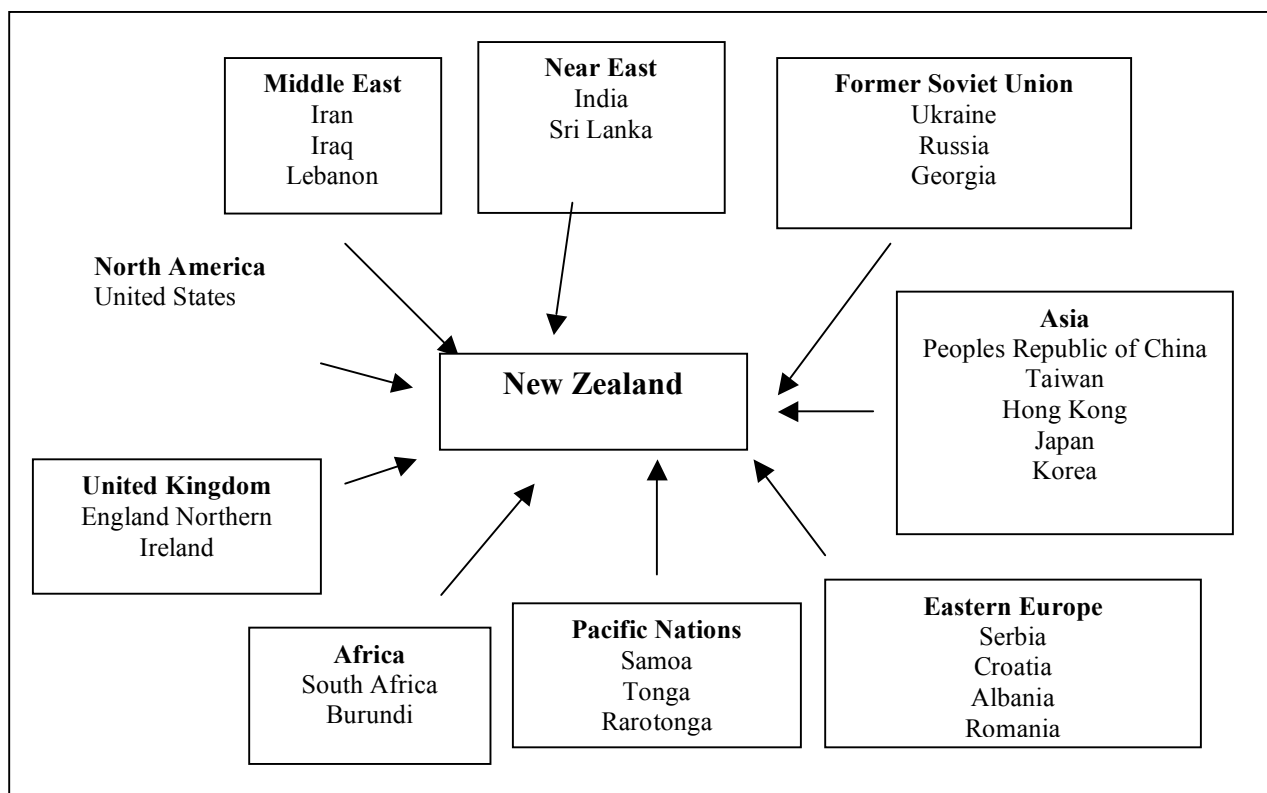 Middle East
Iran
Iraq
Lebanon
Near East
India
Sri Lanka
Former Soviet Union
Ukraine
Russia
Georgia
North America
United States
Asia
Peoples Republic of China
Taiwan
Hong Kong
Japan
Korea
New Zealand
United Kingdom
England Northern
Ireland
Africa
South Africa
Burundi
Pacific Nations
Samoa
Tonga
Rarotonga
Eastern Europe
Serbia
Croatia
Albania
Romania